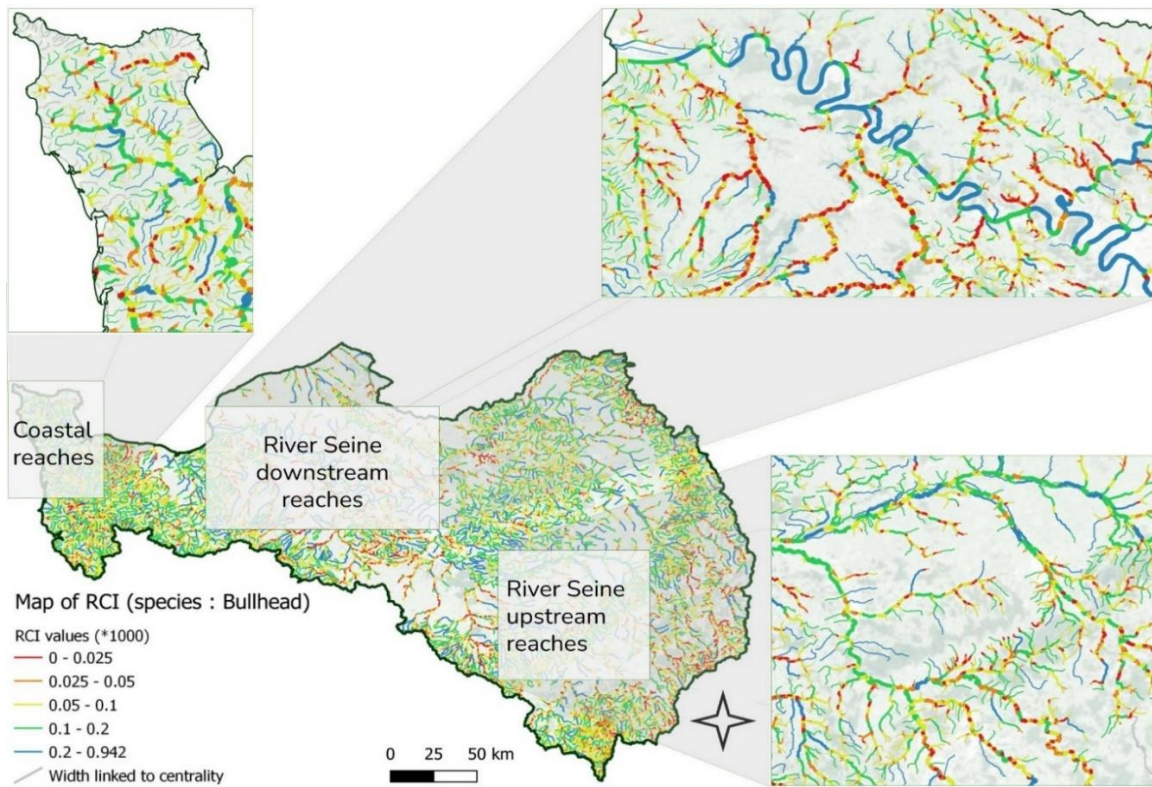 Coastal
reaches
River Seine
downstream
reaches
River Seine
upstream
reaches
Map of RCI (species : Bullhead)
RCI values (*1000)
0 - 0.025
0.025 - 0.05
0.05 - 0.1
0.1 - 0.2
0.2 - 0.942
Width linked to centrality
0 25 50 km